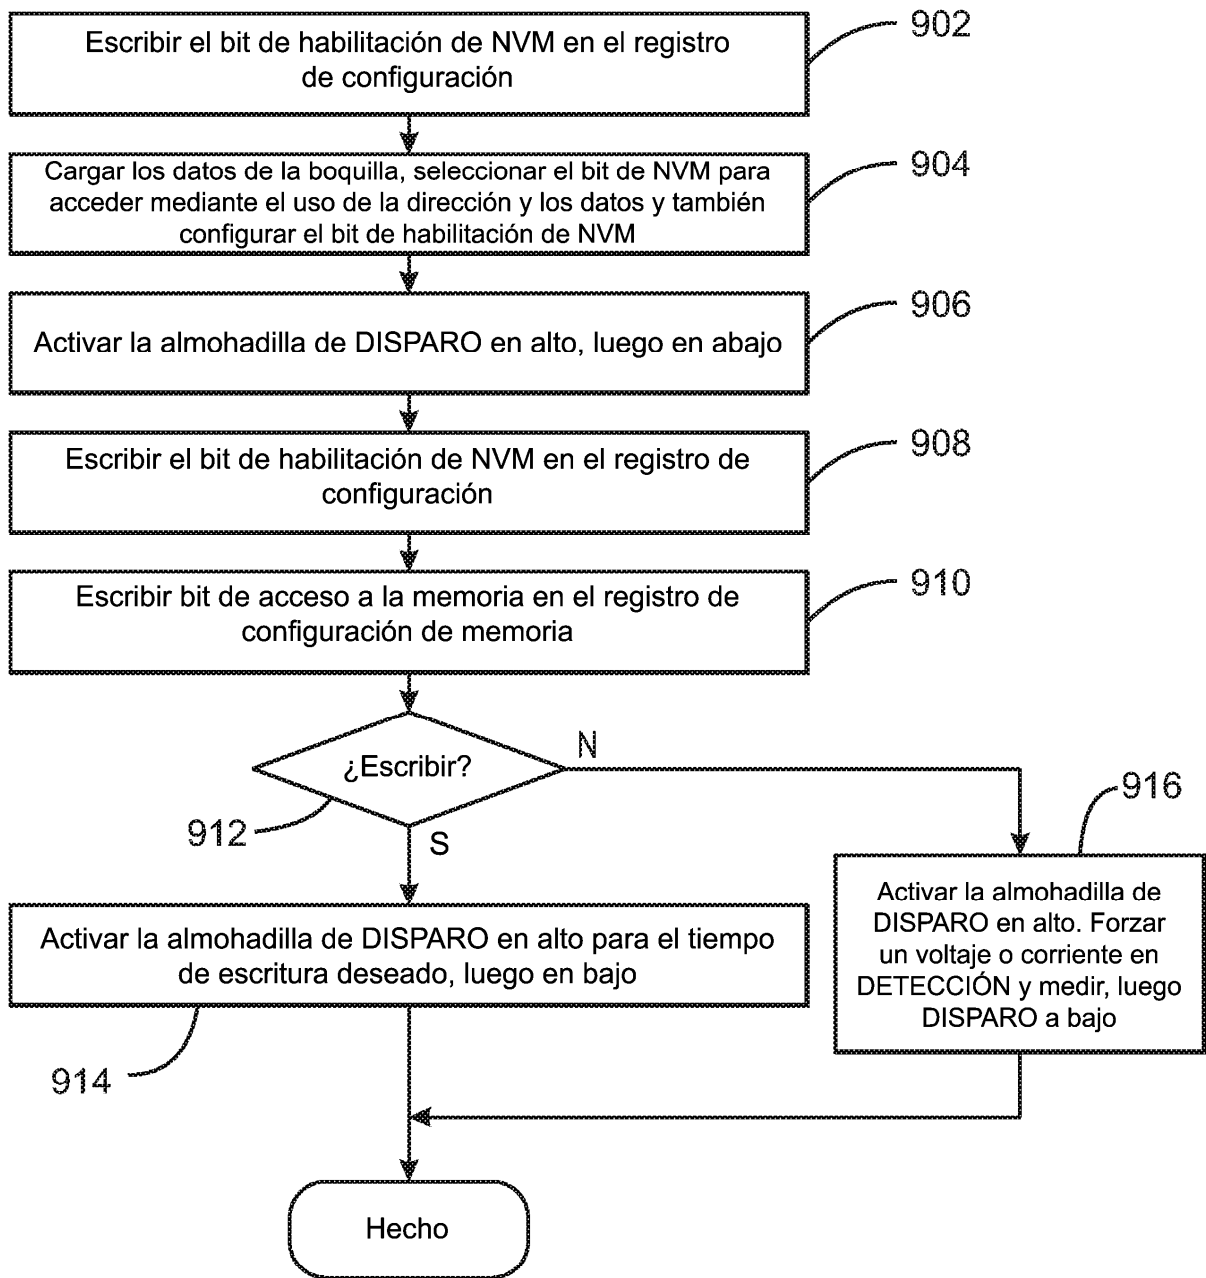 Escribir el bit de habilitación de NVM en el registro
de configuración
902
Cargar los datos de la boquilla, seleccionar el bit de NVM para
acceder mediante el uso de la dirección y los datos y también
configurar el bit de habilitación de NVM
904
Activar la almohadilla de DISPARO en alto, luego en abajo
906
Escribir el bit de habilitación de NVM en el registro de
configuración
908
Escribir bit de acceso a la memoria en el registro de
configuración de memoria
910
¿Escribir?
N
912
S
916
Activar la almohadilla de
DISPARO en alto. Forzar
un voltaje o corriente en
DETECCIÓN y medir, luego
DISPARO a bajo
Activar la almohadilla de DISPARO en alto para el tiempo
de escritura deseado, luego en bajo
914
Hecho